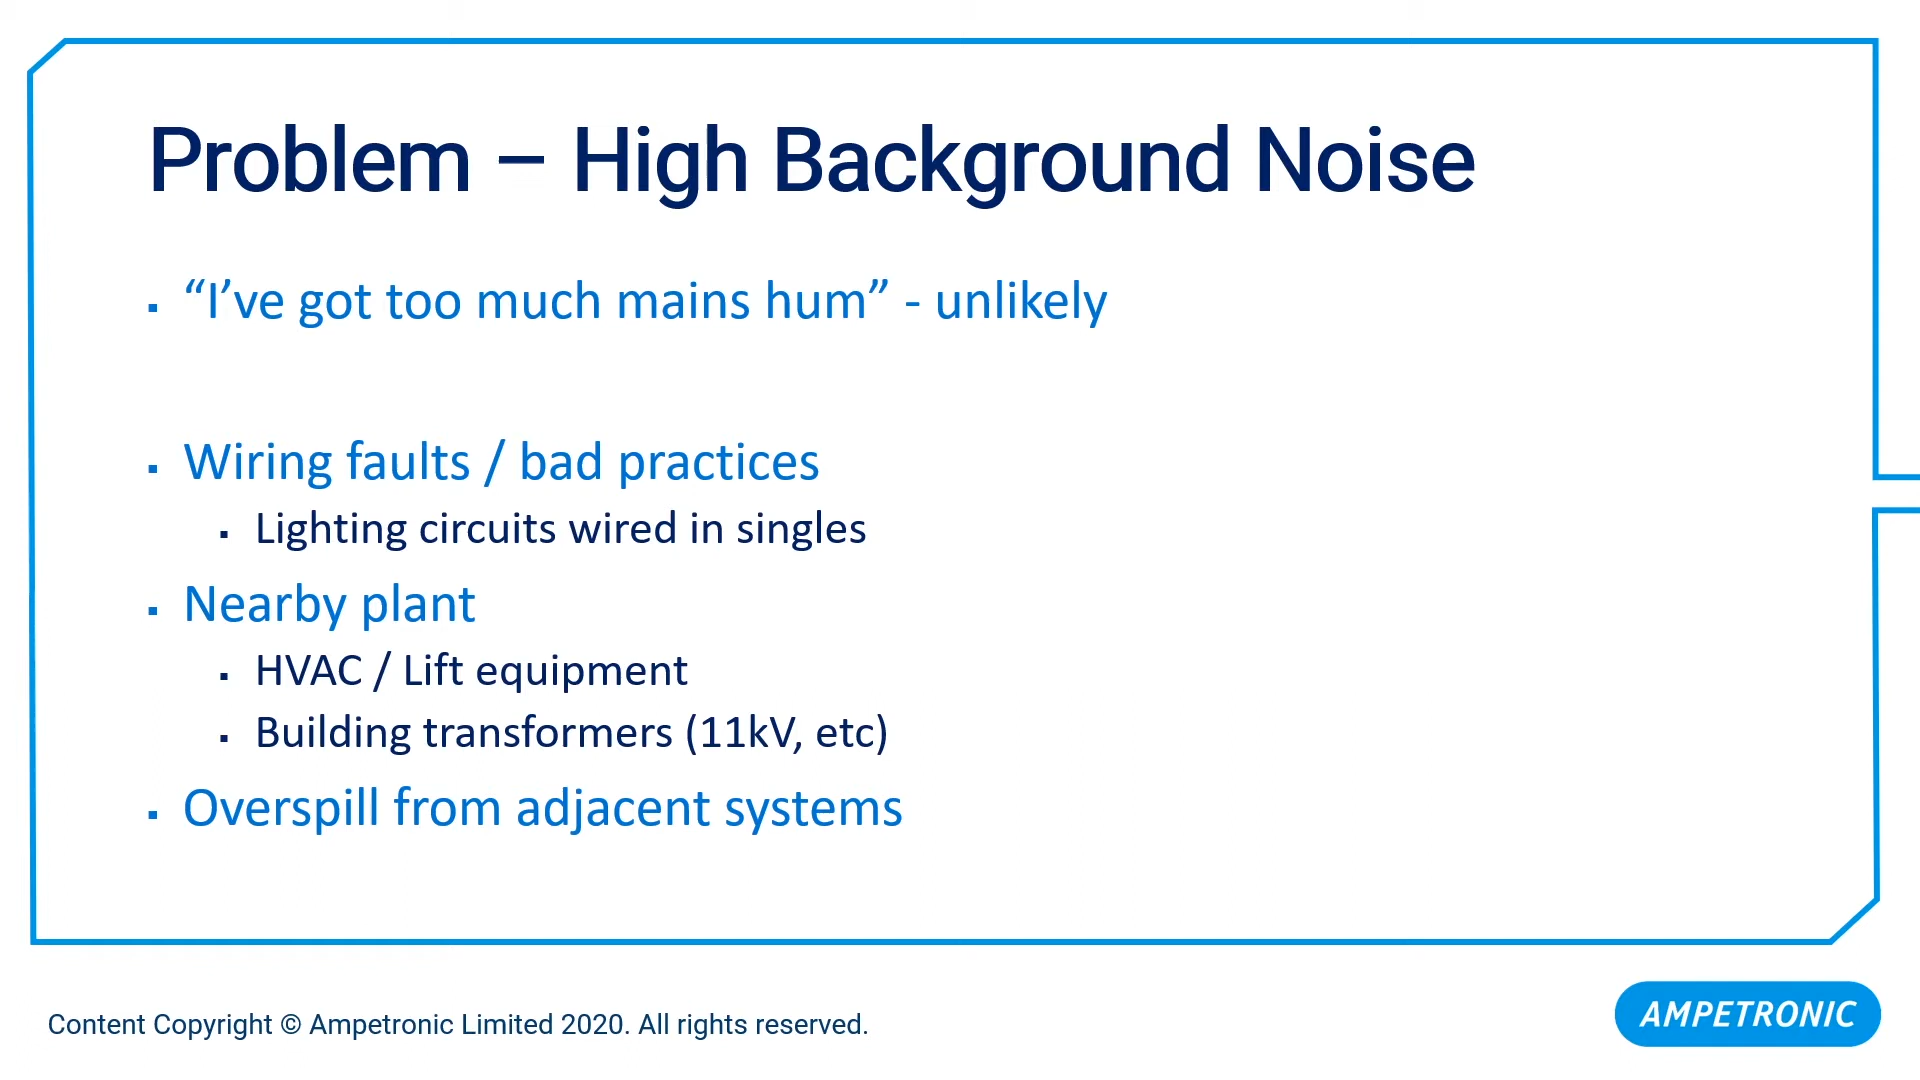 Problem – High Background Noise
“I’ve got too much mains hum” - unlikely
Wiring faults / bad practices
Lighting circuits wired in singles
Nearby plant
HVAC / Lift equipment
Building transformers (11kV, etc)
Overspill from adjacent systems
Content Copyright © Ampetronic Limited 2020. All rights reserved.
AMPETRONIC